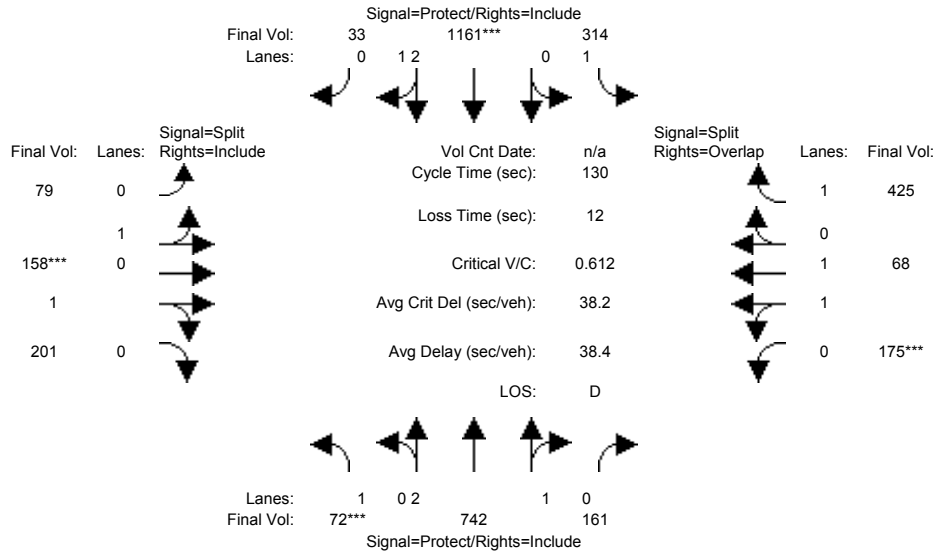 Signal=Protect/Rights=Include
Final Vol: 33 1161*** 314
Lanes: 0 1 2 0 1
Signal=Split
Final Vol: Lanes: Rights=Include
Vol Cnt Date: n/a
Signal=Split
Rights=Overlap Lanes: Final Vol:
Cycle Time (sec): 130
79 0
1 425
Loss Time (sec): 12
1
0
158*** 0
Critical V/C: 0.612
1 68
1
Avg Crit Del (sec/veh): 38.2
1
201 0
Avg Delay (sec/veh): 38.4
0 175***
LOS: D
Lanes: 1 0 2 1 0
Final Vol: 72*** 742 161
Signal=Protect/Rights=Include